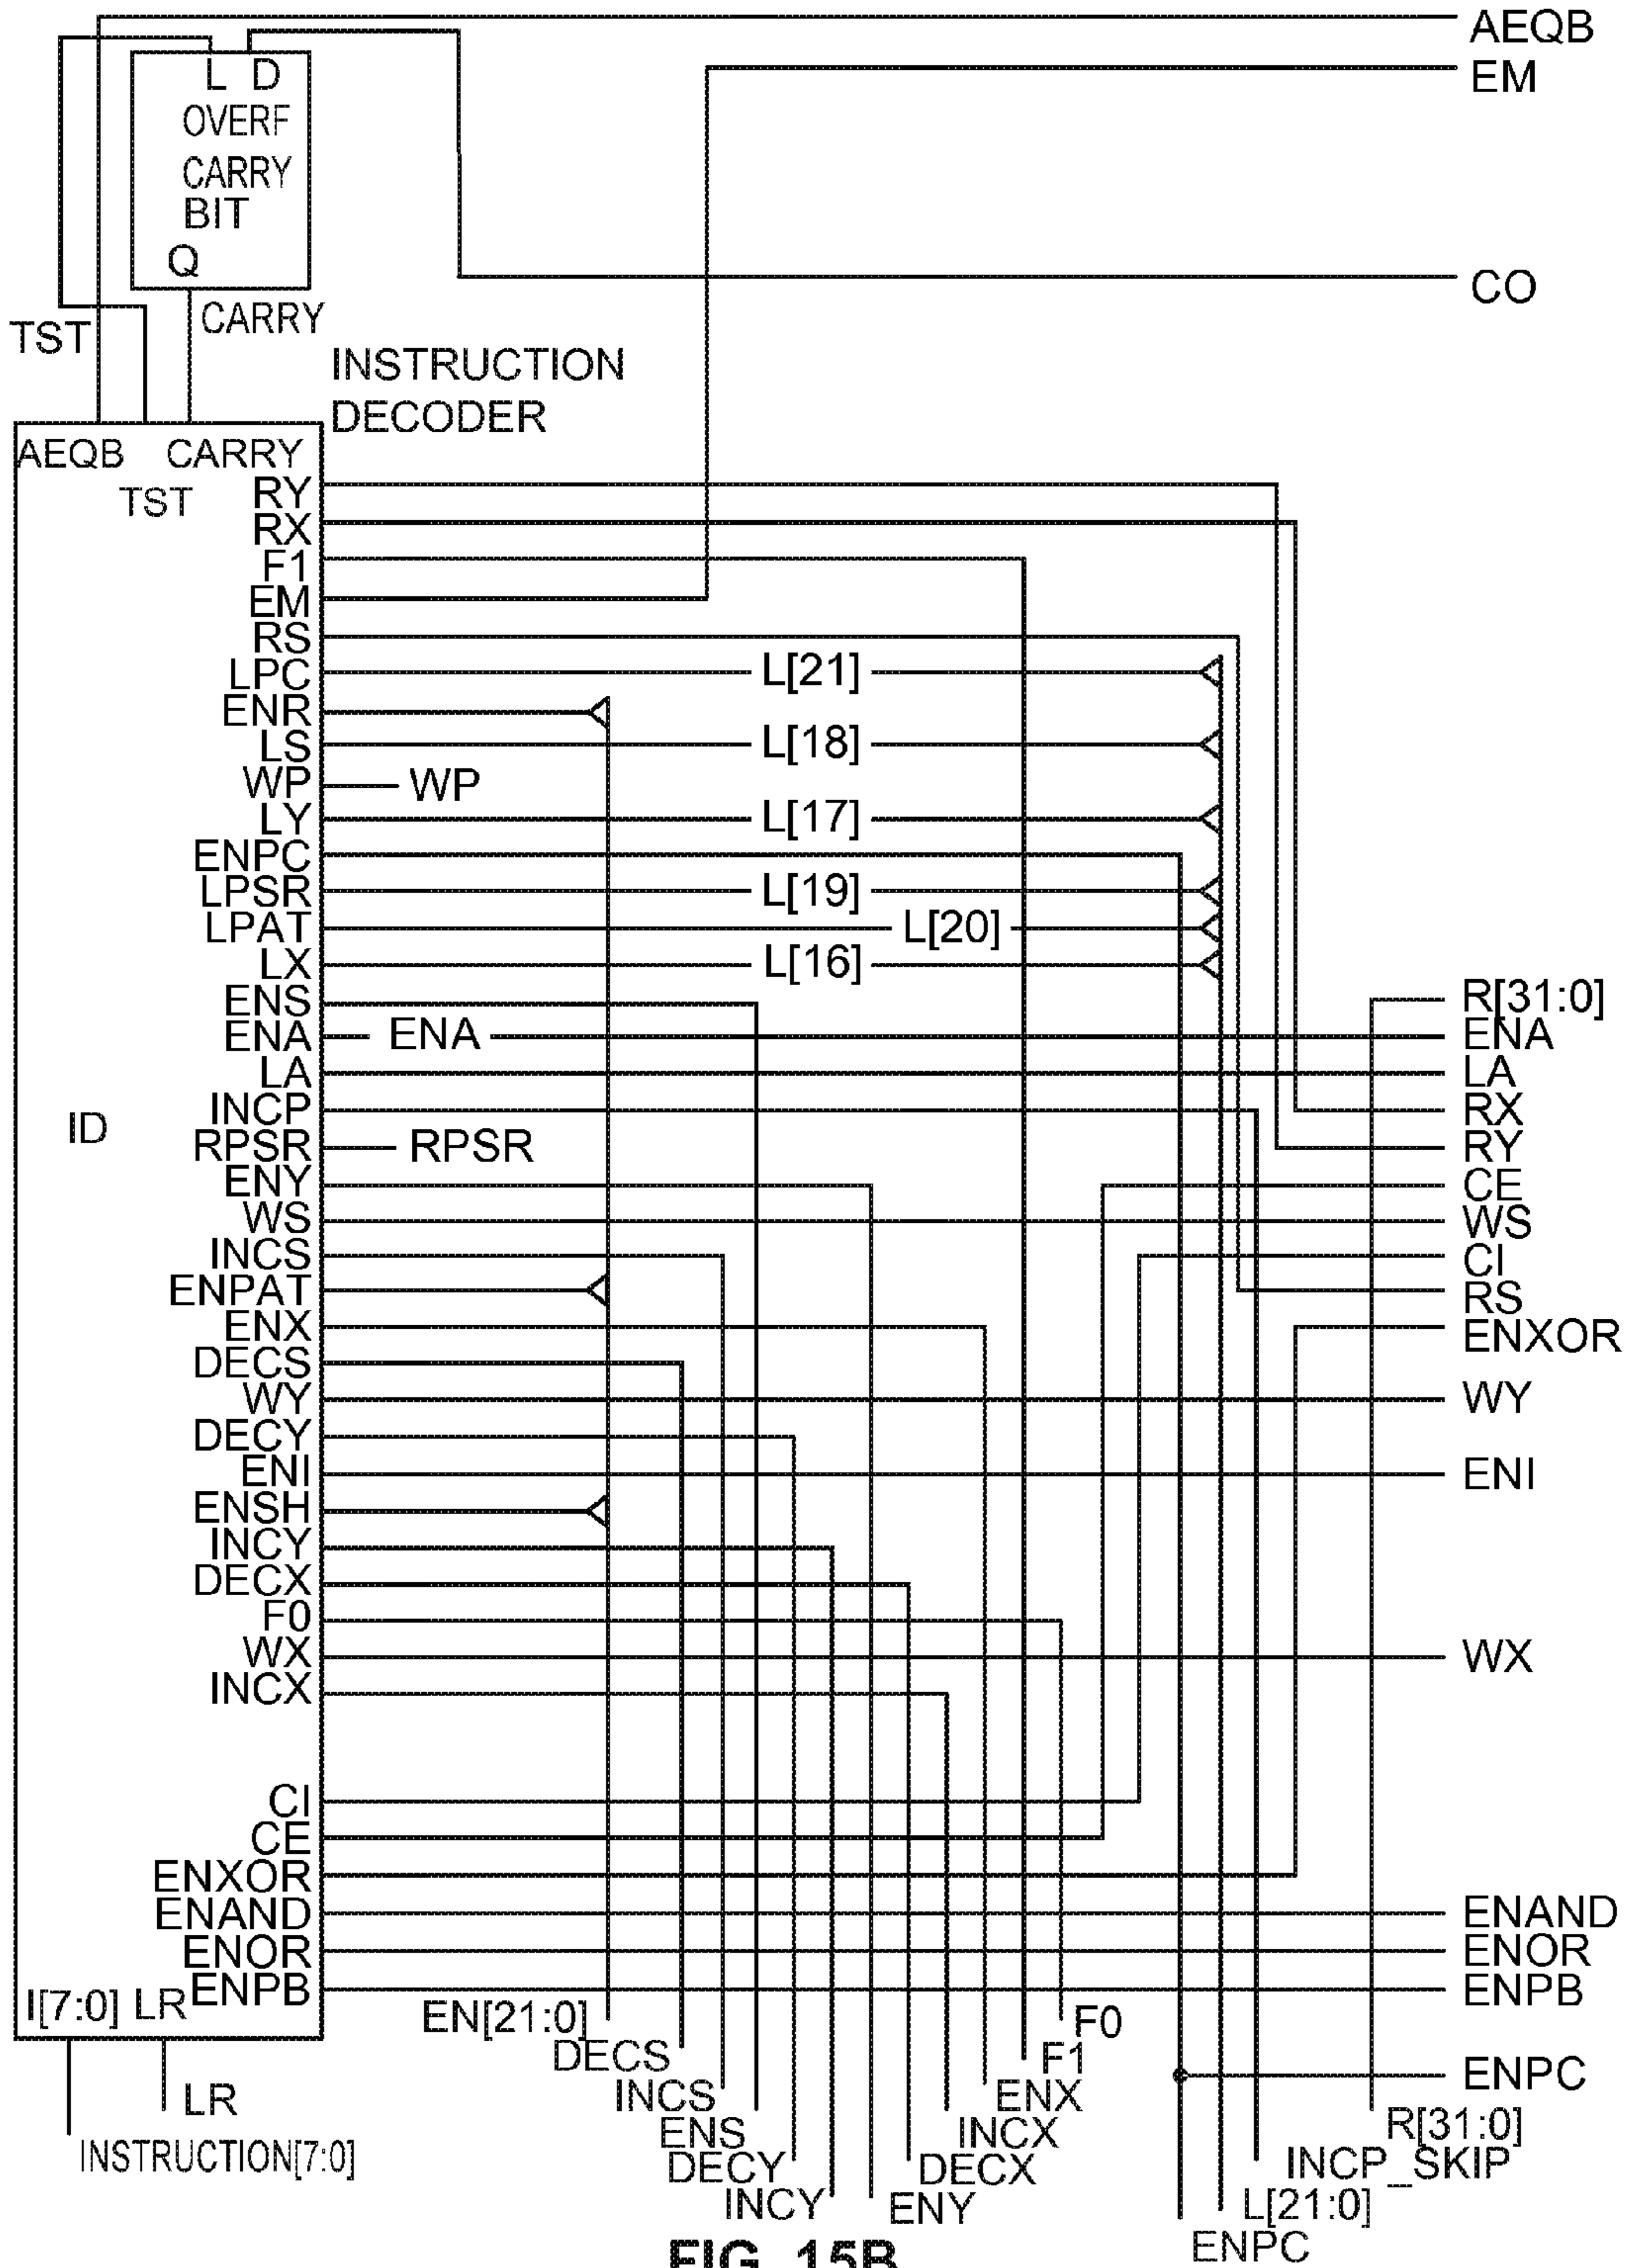 AEQB
EM
L D
OVERF
CARRY
BIT
Q
CO
CARRY
TST
INSTRUCTION
DECODER
AEQB CARRY
TST
RY
RX
F1
EM
RS
LPC L[21]
ENR
LS L[18]
WP WP
LY L[17]
ENPC
LPSR L[19]
LPAT L[20]
LX L[16]
ENS R[31:0]
ENA ENA ENA
LA LA
INCP RX
ID
RPSR RPSR RY
ENY CE
WS WS
INCS CI
ENPAT RS
ENX ENXOR
DECS
WY WY
DECY
ENI ENI
ENSH
INCY
DECX
F0
WX WX
INCX
CI
CE
ENXOR
ENAND ENAND
ENOR ENOR
ENPB ENPB
I[7:0] LR
EN[21:0] F0
DECS F1
ENPC
INCS ENX
LR
ENS INCX R[31:0]
INSTRUCTION[7:0]
DECY DECX INCP_SKIP
INCY ENY L[21:0]
ENPC
FIG. 15B